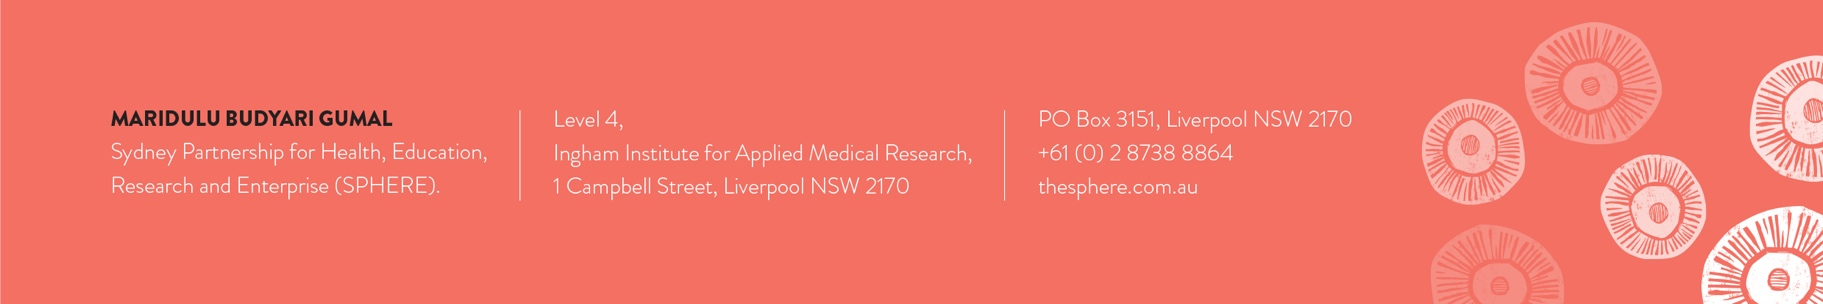 MARIDULU BUDYARI GUMAL
Sydney Partnership for Health, Education,
Research and Enterprise (SPHERE).
Level 4,
Ingham Institute for Applied Medical Research,
1 Campbell Street, Liverpool NSW 2170
PO Box 3151, Liverpool NSW 2170
+61 (0) 2 8738 8864
thesphere.com.au